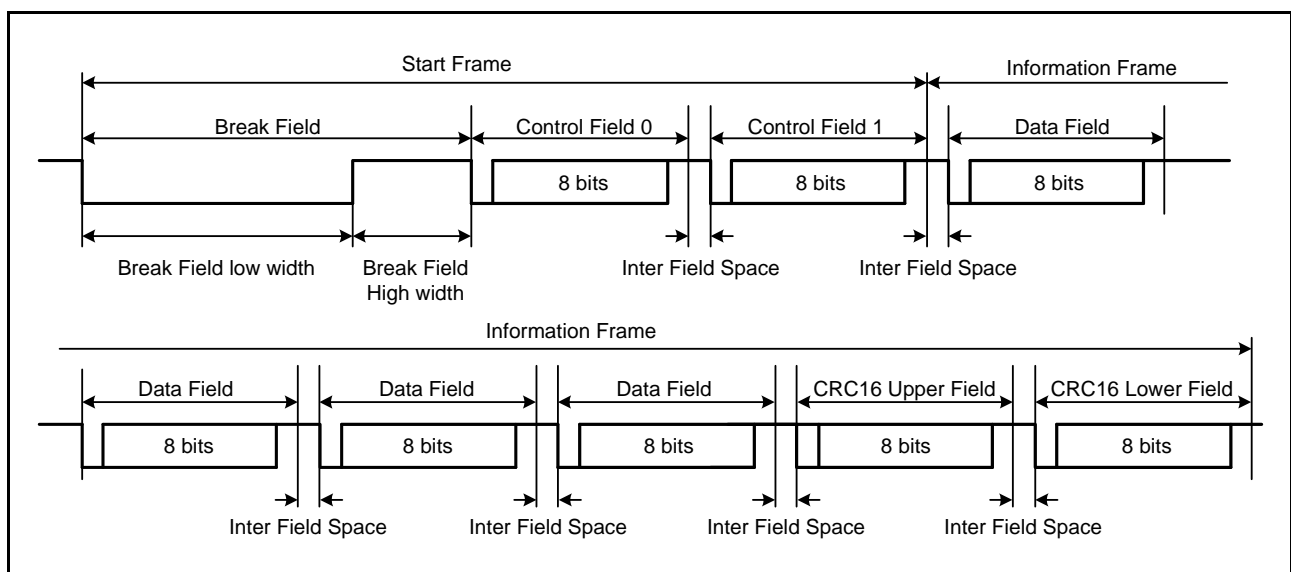 Start Frame
Information Frame
Break Field
Control Field 0
Control Field 1
Data Field
8 bits
8 bits
8 bits
Break Field low width
Break Field
High width
Inter Field Space
Inter Field Space
Information Frame
Data Field
Data Field
Data Field
CRC16 Upper Field
CRC16 Lower Field
8 bits
8 bits
8 bits
8 bits
8 bits
Inter Field Space
Inter Field Space
Inter Field Space
Inter Field Space